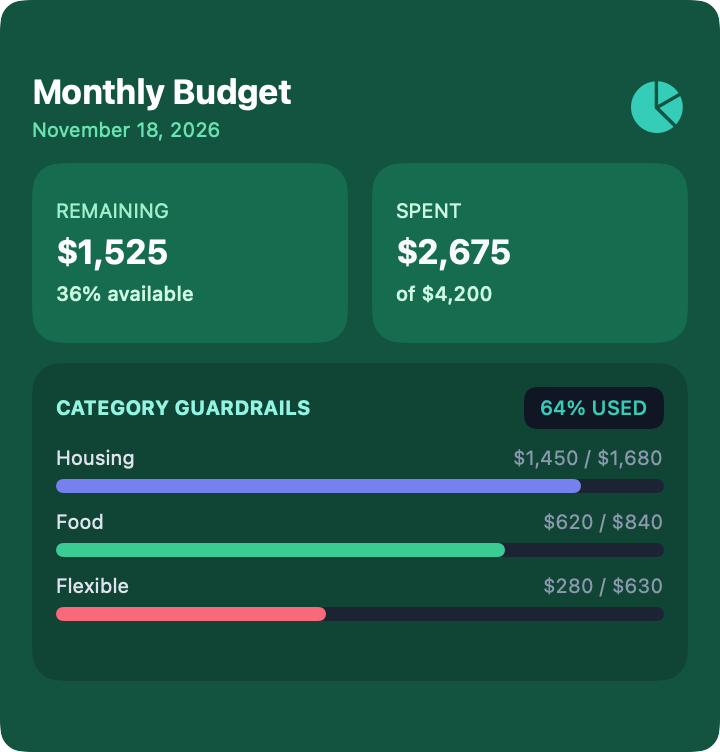 Monthly Budget
November 18, 2026
REMAINING
$1,525
36% available
SPENT
$2,675
of $4,200
CATEGORY GUARDRAILS
64% USED
Housing
$1,450 / $1,680
Food
$620 / $840
Flexible
$280 / $630